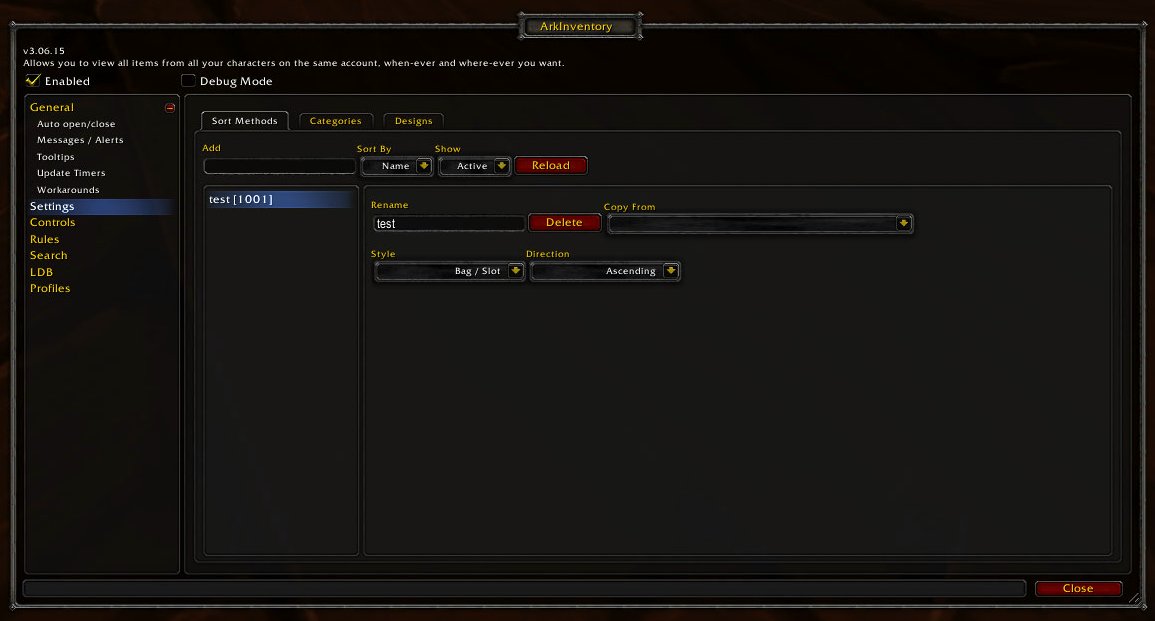 ArkInventory
v3.06.15
Allows you to view all items from all your characters on the same account, when-ever and where-ever you want.
Enabled
Debug Mode
General
Auto open/close
Messages / Alerts
Tooltips
Update Timers
Workarounds
Settings
Controls
Rules
Search
LDB
Profiles
Sort Methods
Categories
Designs
Add
Sort By
Show
Name
Active
Reload
test [1001]
Rename
Copy From
test
Delete
Style
Direction
Bag / Slot
Ascending
Close